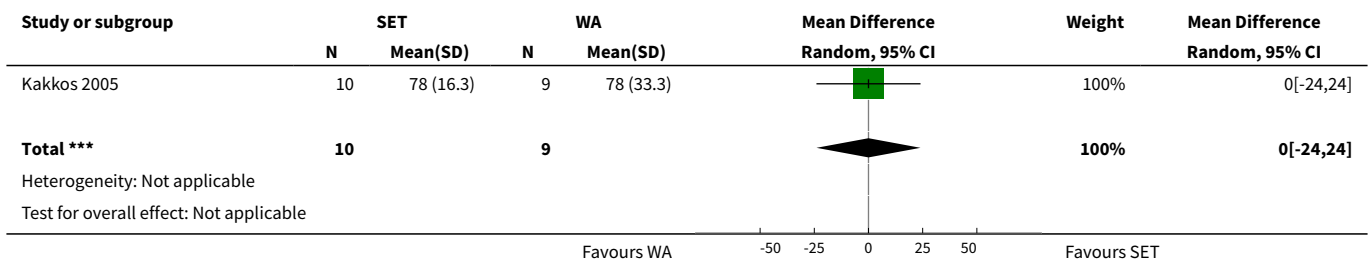 Study or subgroup SET WA Mean Difference Weight Mean Difference
N Mean(SD) N Mean(SD) Random, 95% CI Random, 95% CI
Kakkos 2005 10 78 (16.3) 9 78 (33.3) 100% 0[-24,24]
Total *** 10 9 100% 0[-24,24]
Heterogeneity: Not applicable
Test for overall effect: Not applicable
Favours WA -50 -25 0 25 50 Favours SET